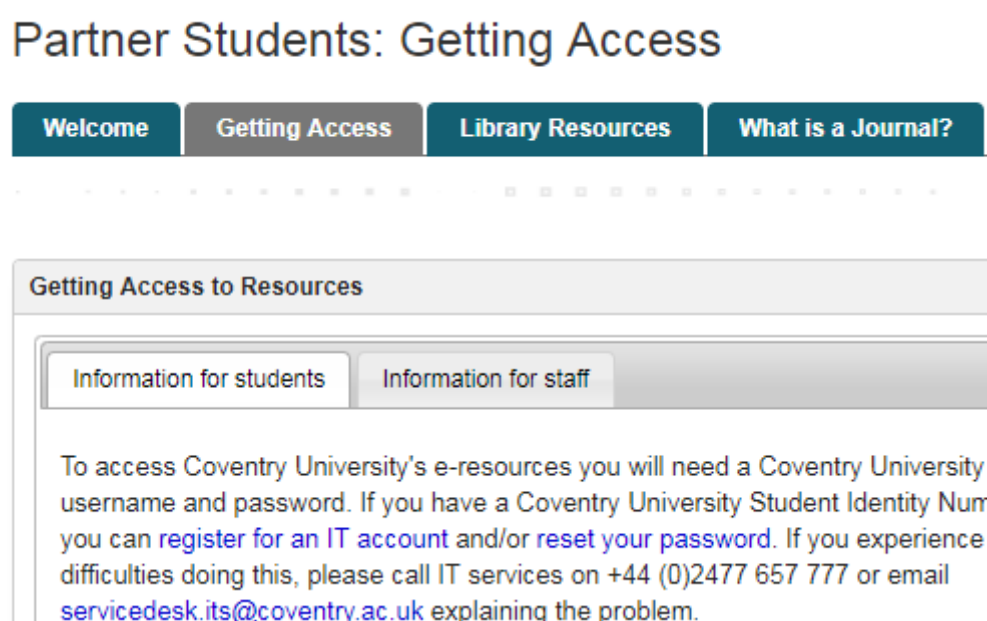 Partner Students: Getting Access
Welcome Getting Access Library Resources What is a Journal?
Getting Access to Resources
Information for students Information for staff
To access Coventry University's e-resources you will need a Coventry University
username and password. If you have a Coventry University Student Identity Num
you can register for an IT account and/or reset your password. If you experience
difficulties doing this, please call IT services on +44 (0)2477 657 777 or email
servicedesk.its@coventry.ac.uk explaining the problem.